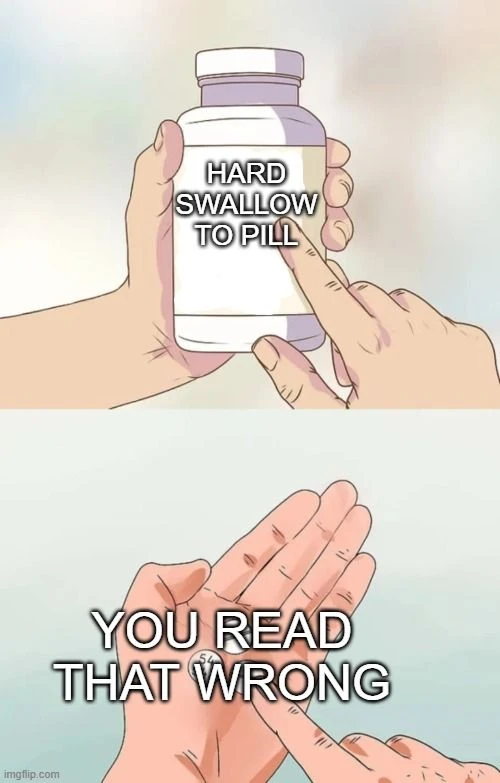 HARD
SWALLOW
TO PILL
YOU READ
THAT WRONG
imgflip.com